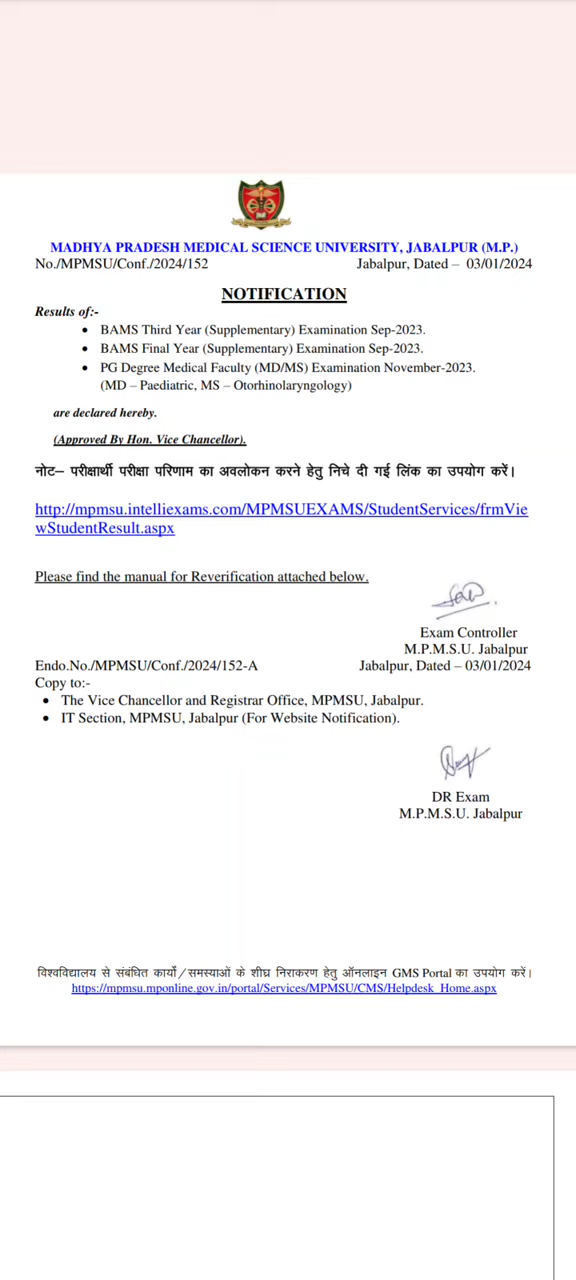 MADHYA PRADESH MEDICAL SCIENCE UNIVERSITY, JABALPUR (M.P.)
No./MPMSU/Conf./2024/152 Jabalpur, Dated – 03/01/2024
NOTIFICATION
Results of:-
• BAMS Third Year (Supplementary) Examination Sep-2023.
• BAMS Final Year (Supplementary) Examination Sep-2023.
• PG Degree Medical Faculty (MD/MS) Examination November-2023.
(MD – Paediatric, MS – Otorhinolaryngology)
are declared hereby.
(Approved By Hon. Vice Chancellor).
नोट– परीक्षार्थी परीक्षा परिणाम का अवलोकन करने हेतु निचे दी गई लिंक का उपयोग करें।
http://mpmsu.intelliexams.com/MPMSUEXAMS/StudentServices/frmVie
wStudentResult.aspx
Please find the manual for Reverification attached below.
Exam Controller
M.P.M.S.U. Jabalpur
Endo.No./MPMSU/Conf./2024/152-A Jabalpur, Dated – 03/01/2024
Copy to:-
• The Vice Chancellor and Registrar Office, MPMSU, Jabalpur.
• IT Section, MPMSU, Jabalpur (For Website Notification).
DR Exam
M.P.M.S.U. Jabalpur
विश्वविद्यालय से संबंधित कार्यों/समस्याओं के शीघ्र निराकरण हेतु ऑनलाइन GMS Portal का उपयोग करें।
https://mpmsu.mponline.gov.in/portal/Services/MPMSU/CMS/Helpdesk_Home.aspx